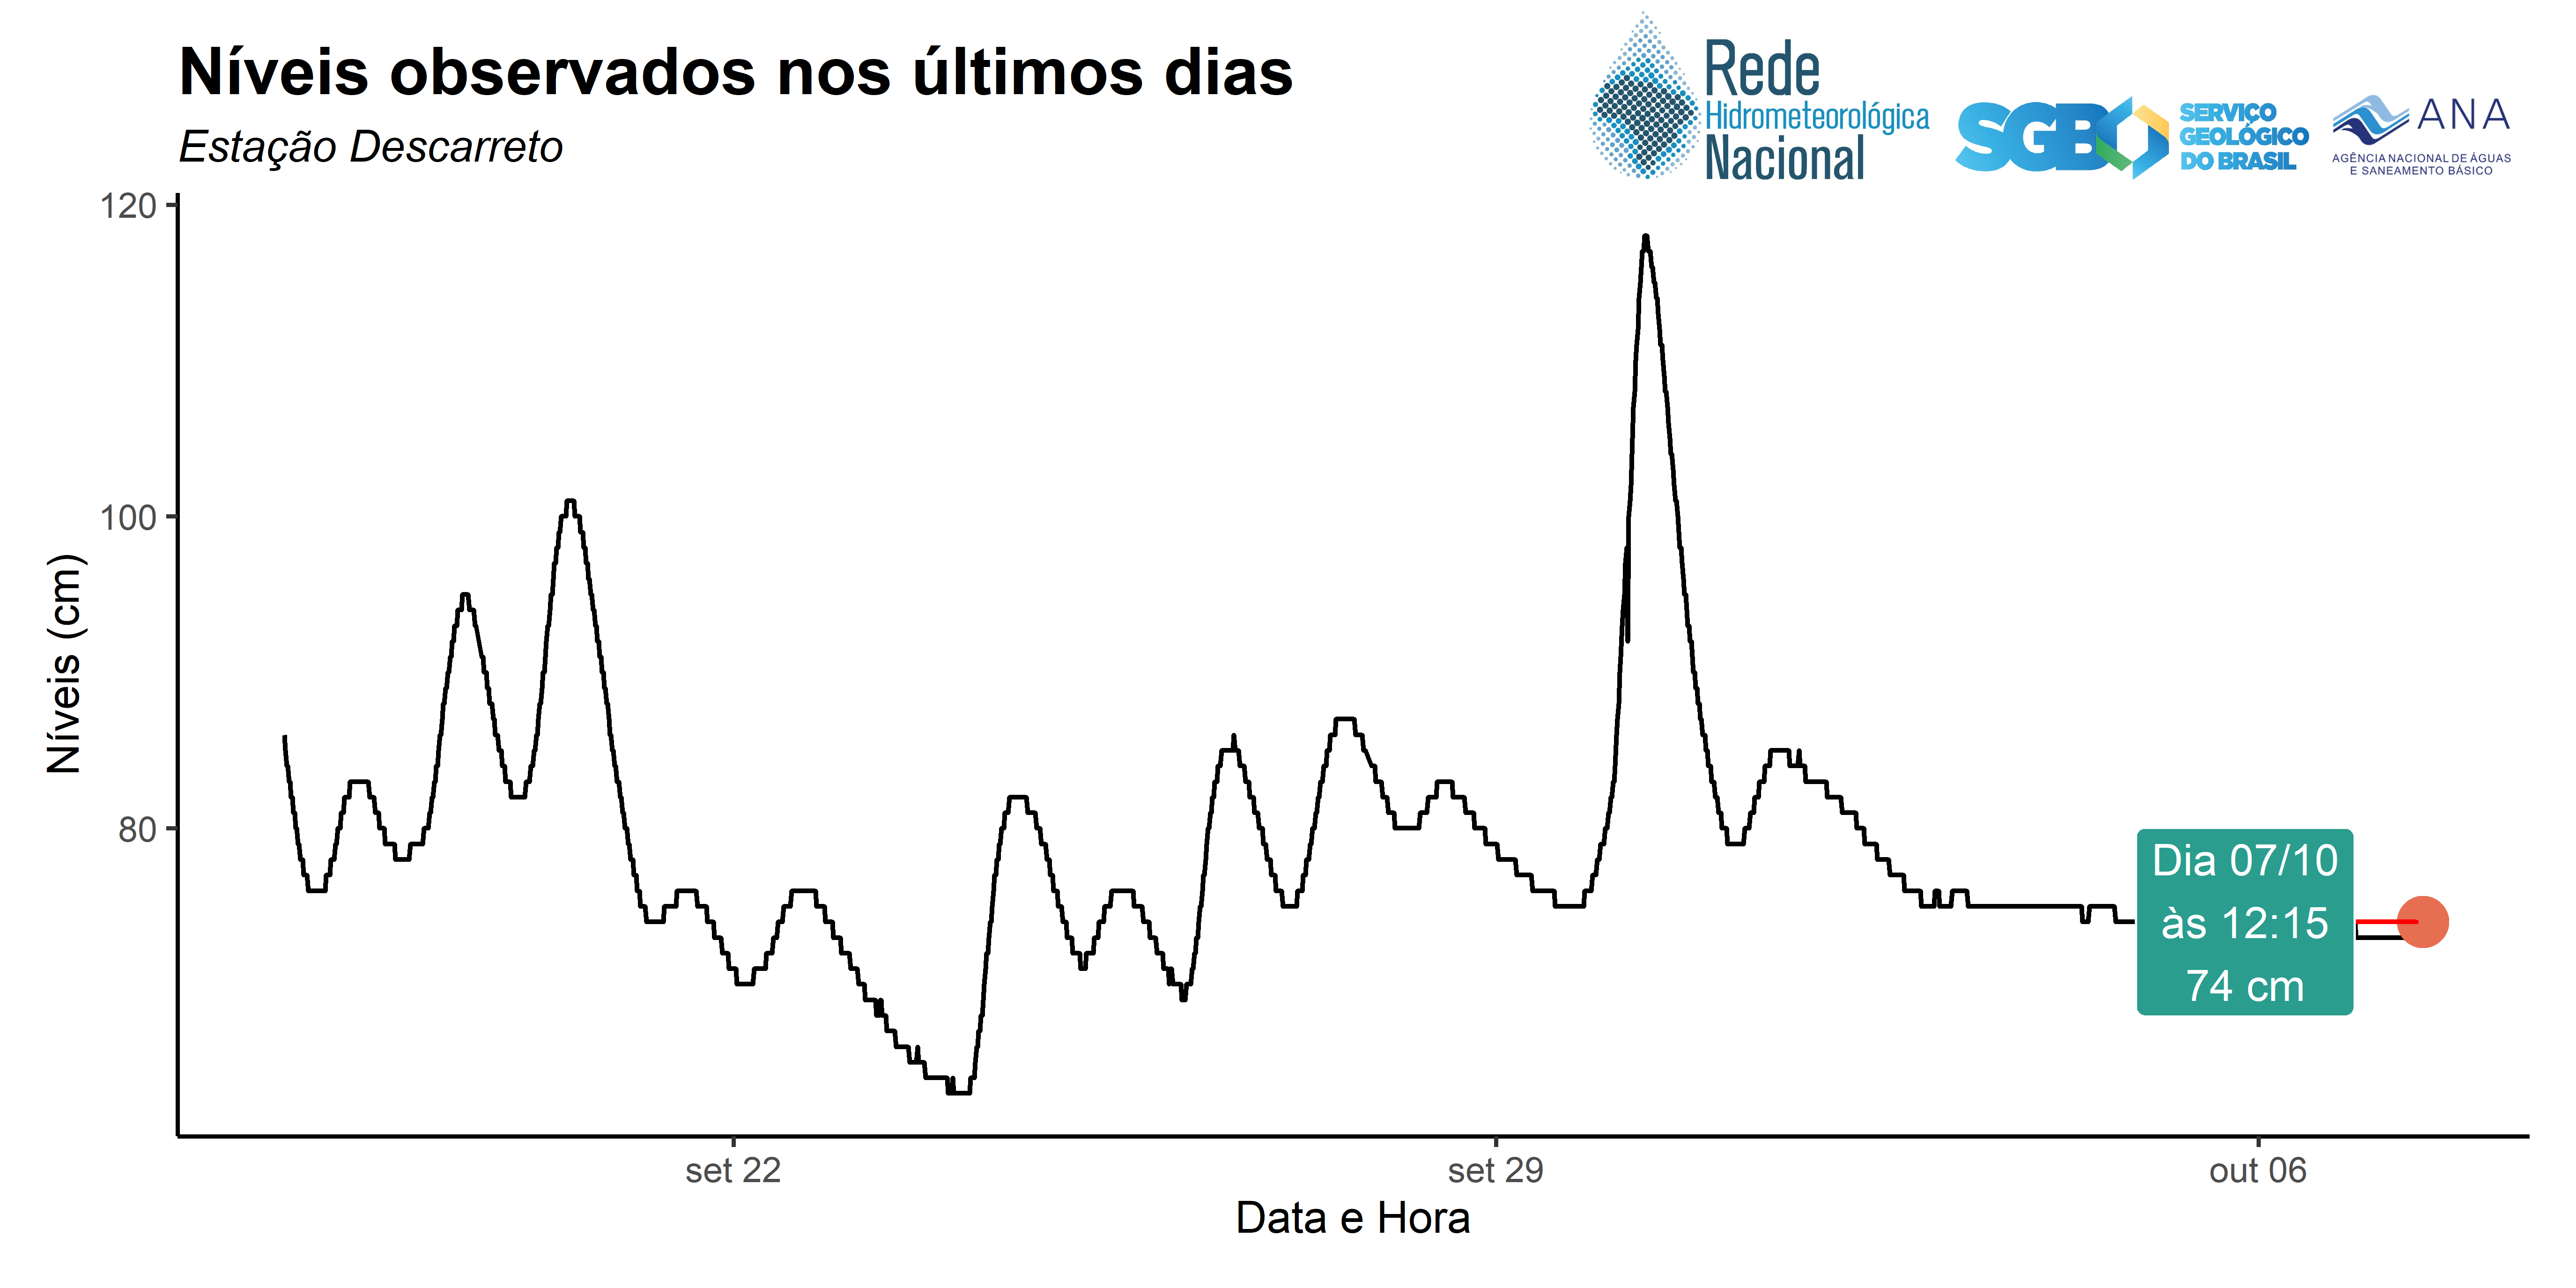 Níveis observados nos últimos dias
Estação Descarreto
Rede
Hidrometeorológica
Nacional
SGB
SERVIÇO
GEOLÓGICO
DO BRASIL
ANA
AGÊNCIA NACIONAL DE ÁGUAS
E SANEAMENTO BÁSICO
120
100
80
Níveis (cm)
Dia 07/10
às 12:15
74 cm
set 22
set 29
out 06
Data e Hora